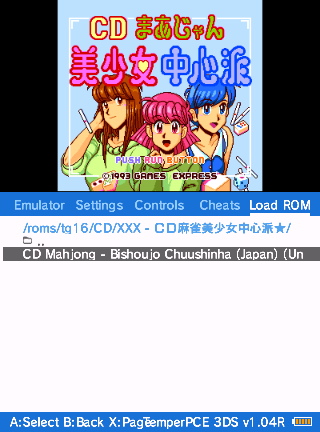 CD まあじゃん
美少女中心派
PUSH RUN BUTTON
©1993 GAMES EXPRESS
Emulator Settings Controls Cheats Load ROM
/roms/tg16/CD/XXX - CD麻雀美少女中心派★/
..
CD Mahjong - Bishoujo Chuushinha (Japan) (Un
A:Select B:Back X:PageTemperPCE 3DS v1.04R